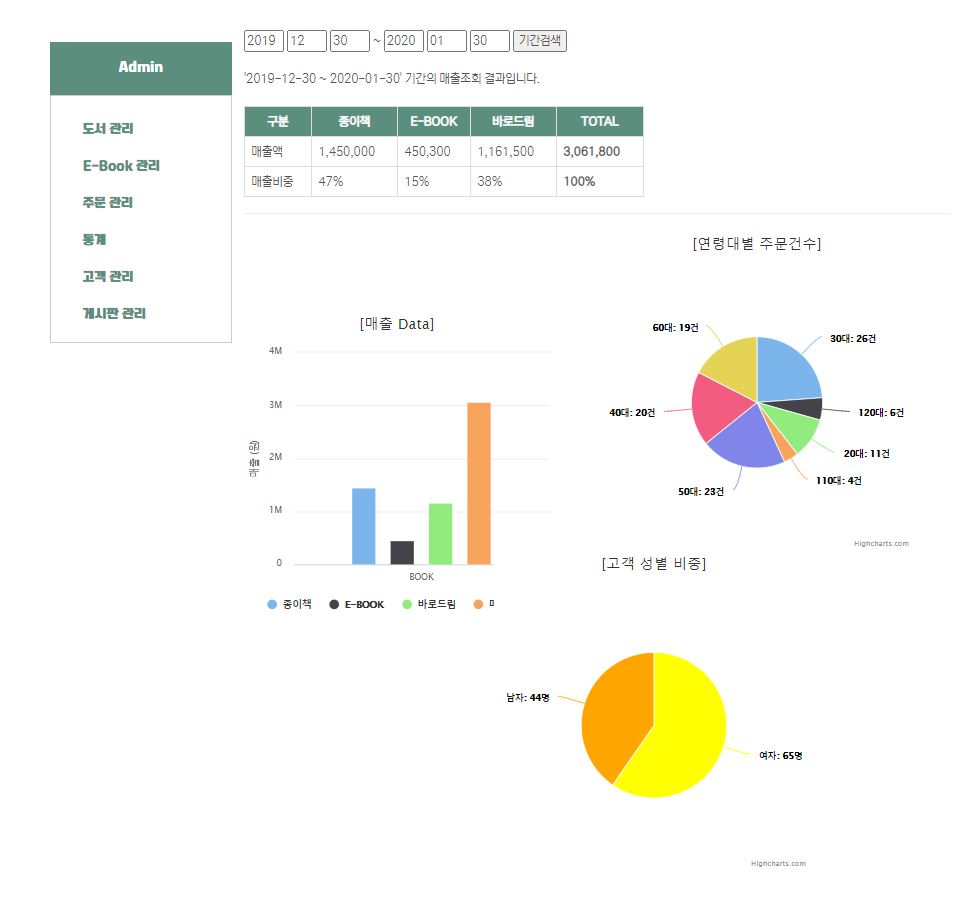 2019 12 30 ~ 2020 01 30 기간검색
Admin
도서 관리
E-Book 관리
주문 관리
통계
고객 관리
게시판 관리
'2019-12-30 ~ 2020-01-30' 기간의 매출조회 결과입니다.
구분 종이책 E-BOOK 바로드림 TOTAL
매출액 1,450,000 450,300 1,161,500 3,061,800
매출비중 47% 15% 38% 100%
[매출 Data]
4M
3M
2M
1M
0
매출 (원)
BOOK
종이책 E-BOOK 바로드림
[연령대별 주문건수]
60대: 19건
30대: 26건
40대: 20건
120대: 6건
20대: 11건
110대: 4건
50대: 23건
Highcharts.com
[고객 성별 비중]
남자: 44명
여자: 65명
Highcharts.com